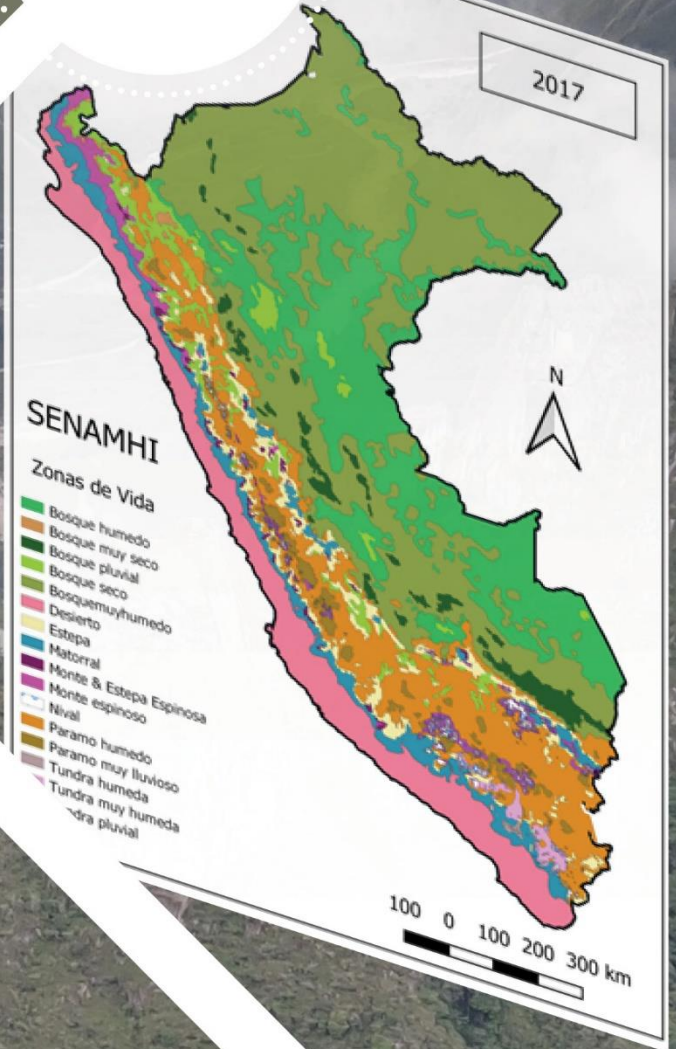 2017
N
SENAMHI
Zonas de Vida
Bosque humedo
Bosque muy seco
Bosque pluvial
Bosque seco
Bosquemuyhumedo
Desierto
Estepa
Matorral
Monte & Estepa Espinosa
Monte espinoso
Nival
Paramo humedo
Paramo muy lluvioso
Tundra humeda
Tundra muy humeda
dra pluvial
100 0 100 200 300 km